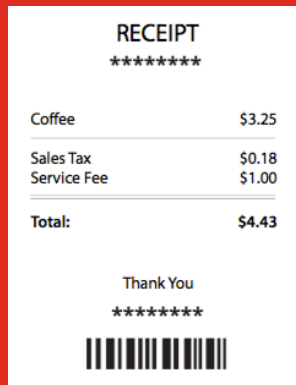 RECEIPT
********
Coffee $3.25
Sales Tax $0.18
Service Fee $1.00
Total: $4.43
Thank You
********